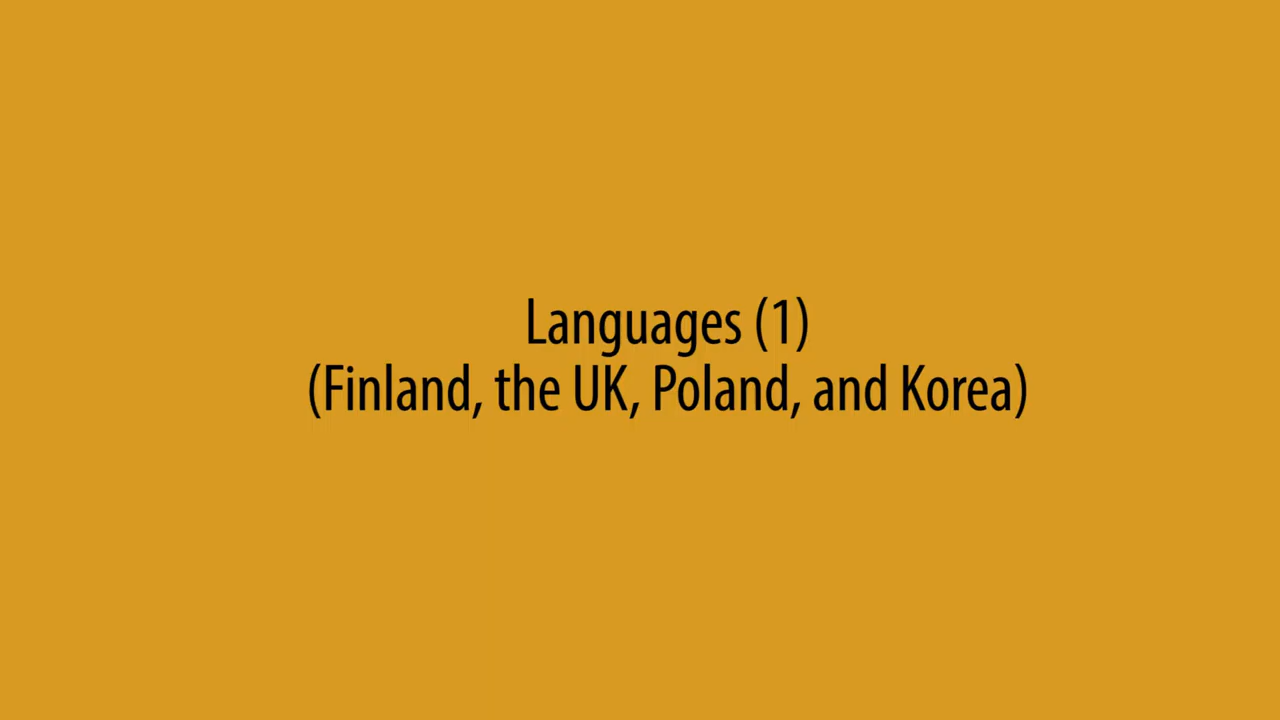 Languages (1)
(Finland, the UK, Poland, and Korea)